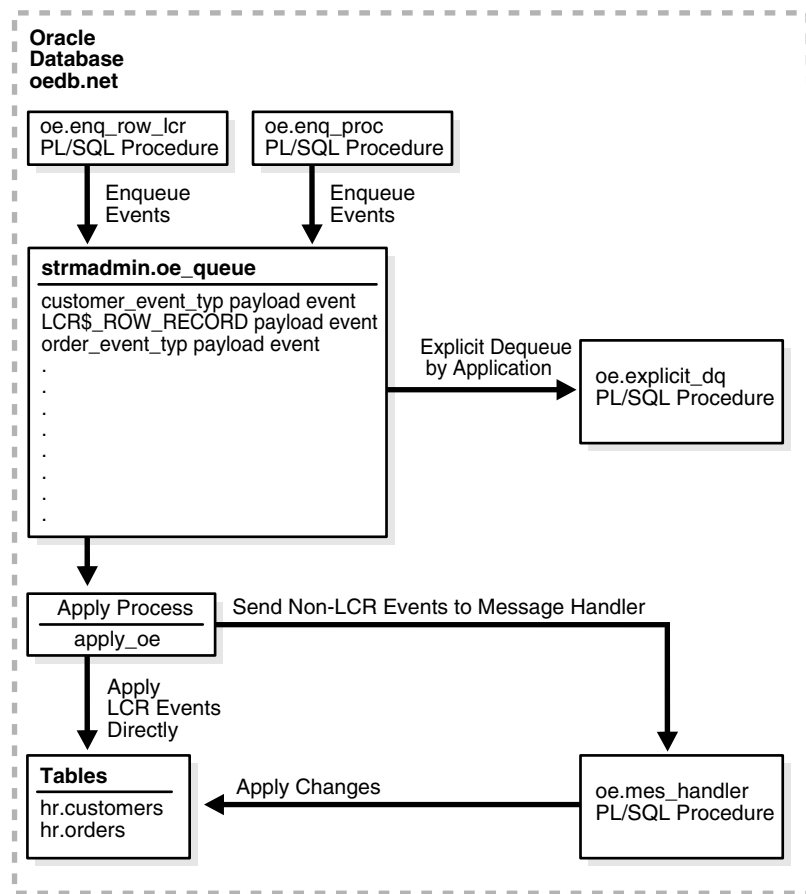 Oracle
Database
oedb.net
oe.enq_row_lcr
PL/SQL Procedure
oe.enq_proc
PL/SQL Procedure
Enqueue
Events
Enqueue
Events
strmadmin.oe_queue
customer_event_typ payload event
LCR$_ROW_RECORD payload event
order_event_typ payload event
.
.
.
.
.
.
.
.
Explicit Dequeue
by Application
oe.explicit_dq
PL/SQL Procedure
Apply Process
apply_oe
Send Non-LCR Events to Message Handler
Apply
LCR Events
Directly
Tables
hr.customers
hr.orders
Apply Changes
oe.mes_handler
PL/SQL Procedure